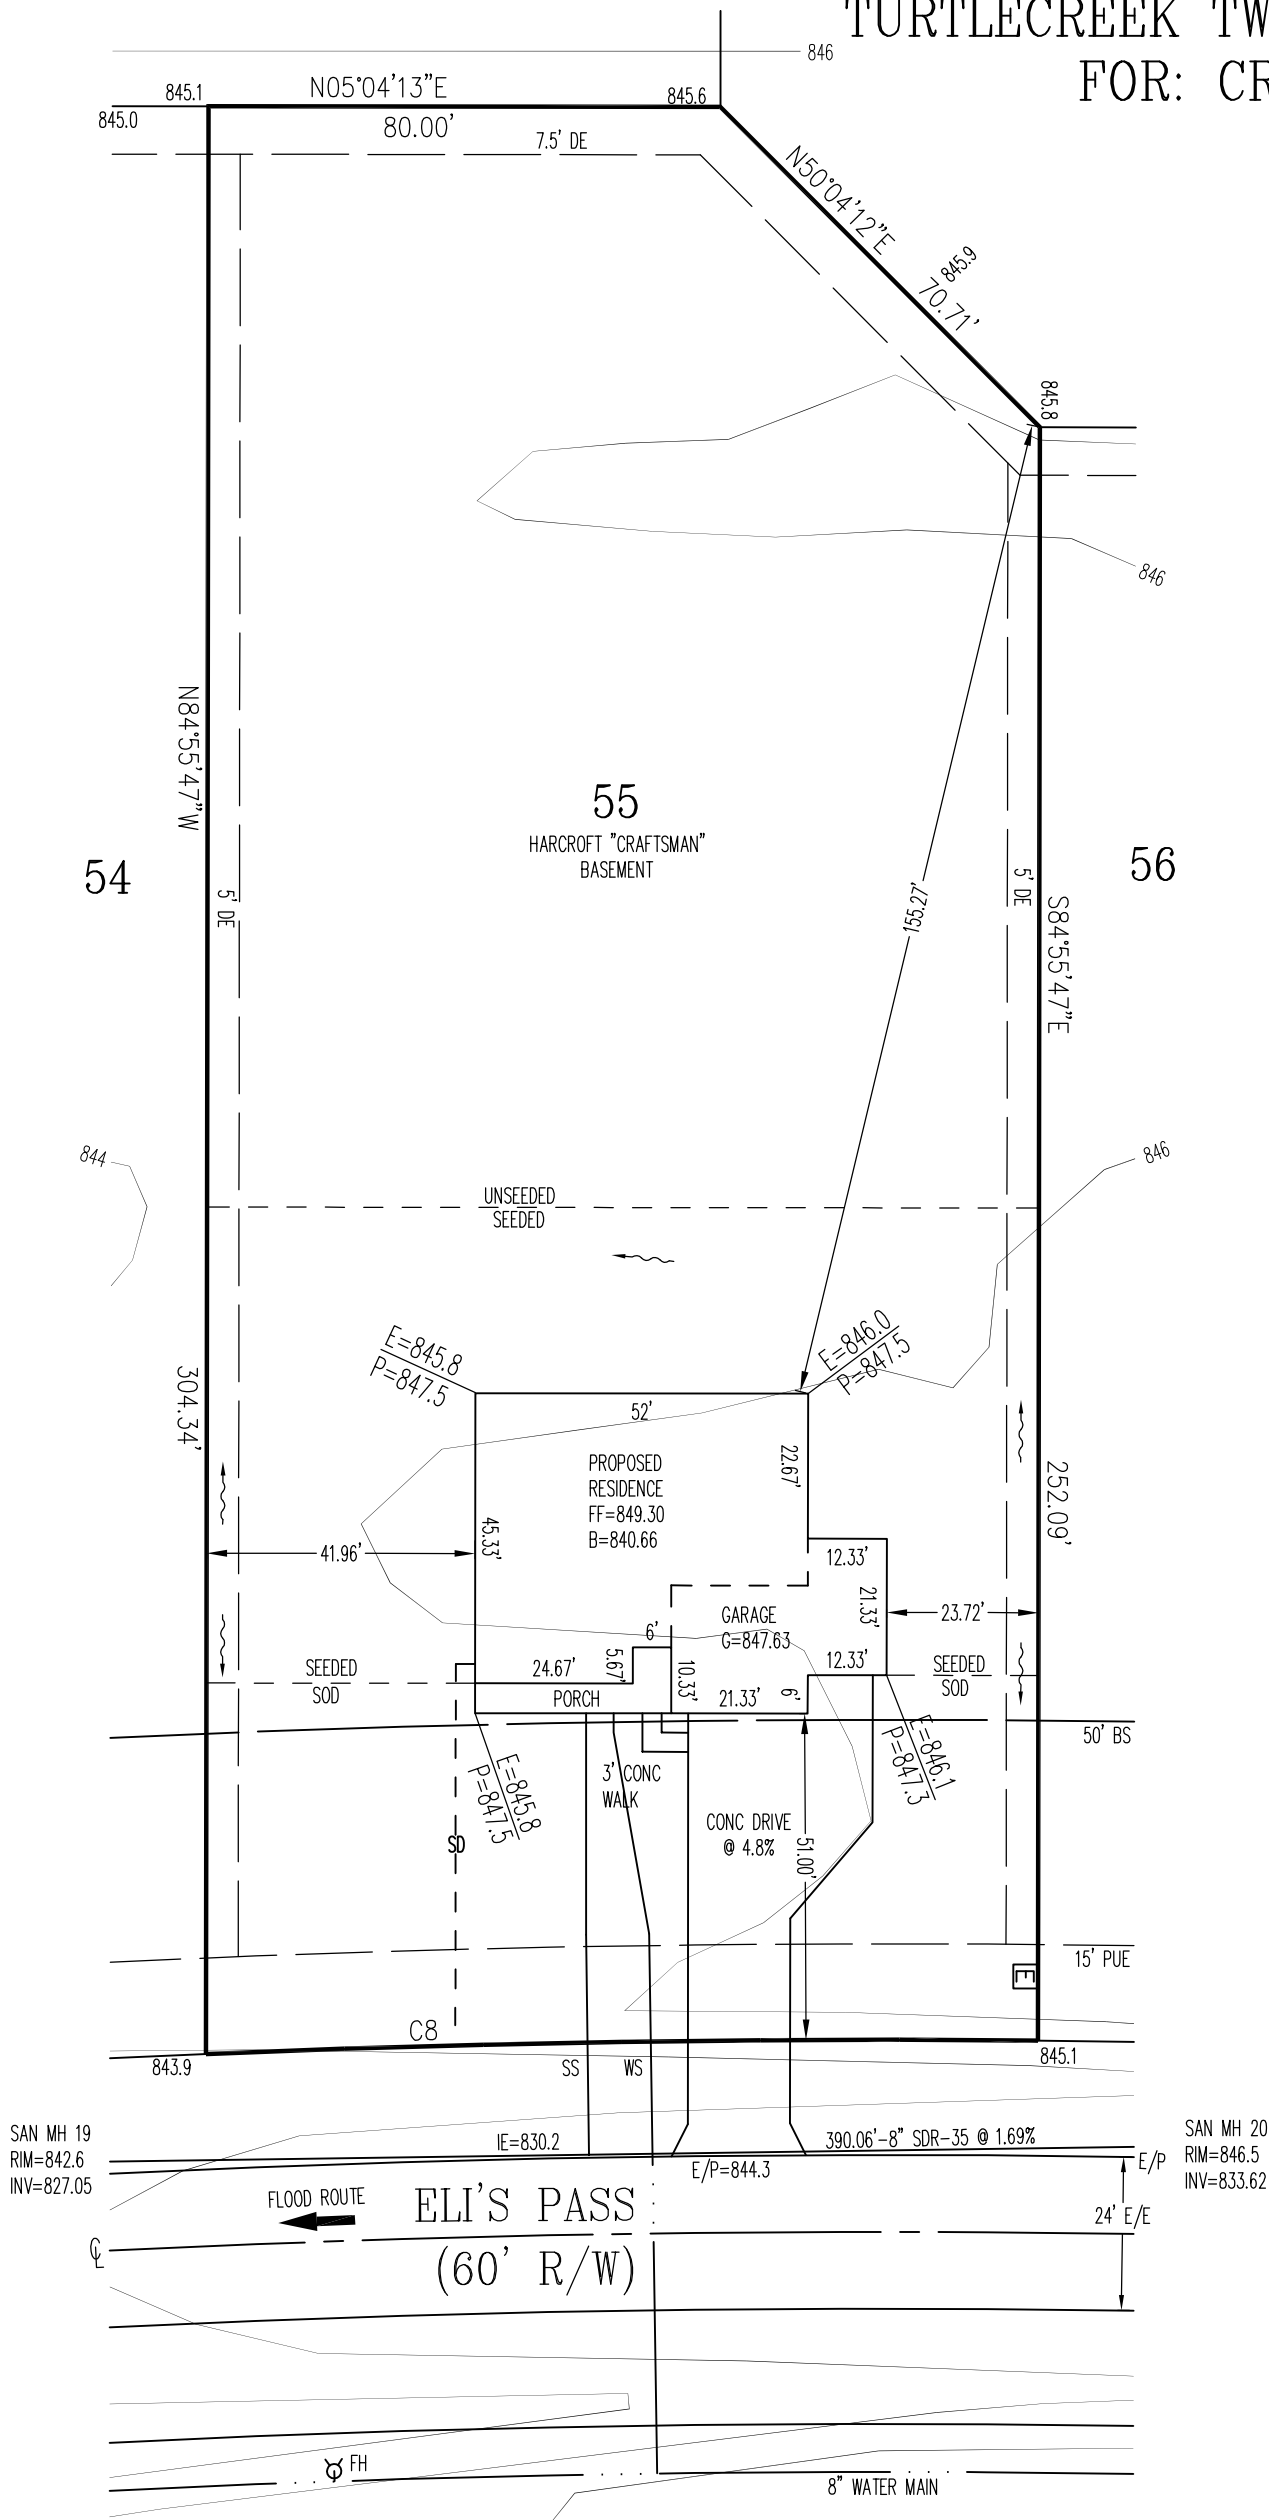 TURTLECREEK TW
FOR: CR
846
845.1
N05°04'13"E
845.6
845.0
80.00'
7.5' DE
N50°04'12"E
845.9
70.71'
845.8
846
N84°55'47"W
55
HARCROFT "CRAFTSMAN"
BASEMENT
54
56
5' DE
5' DE
155.27'
S84°55'47"E
844
846
UNSEEDED
SEEDED
E=845.8
P=847.5
E=846.0
P=847.5
304.34'
52'
22.67'
PROPOSED
RESIDENCE
FF=849.30
B=840.66
252.09'
45.33'
41.96'
12.33'
21.33'
23.72'
GARAGE
G=847.63
6'
5.67'
24.67'
10.33'
12.33'
21.33'
6'
SEEDED
SOD
SEEDED
SOD
PORCH
50' BS
E=845.8
P=847.5
E=846.1
P=847.3
3' CONC
WALK
CONC DRIVE
@ 4.8%
51.00'
SD
15' PUE
E
C8
843.9
845.1
SS
WS
SAN MH 19
RIM=842.6
INV=827.05
IE=830.2
390.06'-8" SDR-35 @ 1.69%
SAN MH 20
RIM=846.5
INV=833.62
E/P
E/P=844.3
FLOOD ROUTE
ELI'S PASS
(60' R/W)
24' E/E
CL
FH
8" WATER MAIN